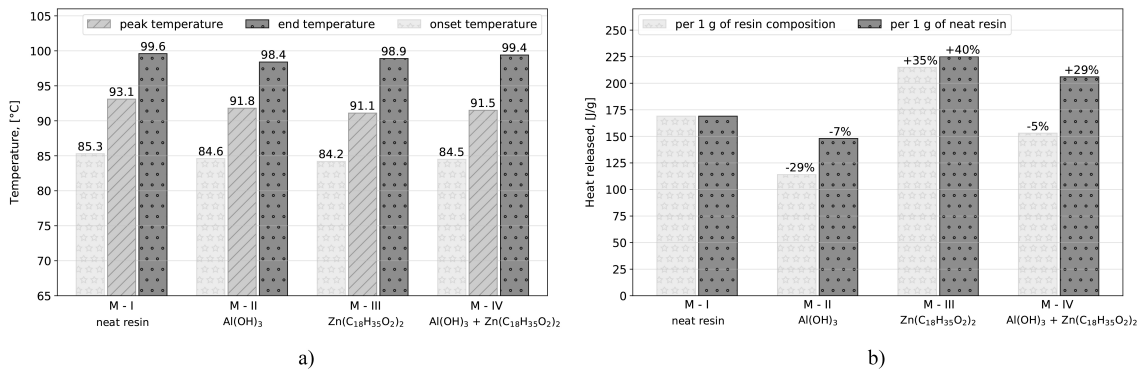 peak temperature end temperature onset temperature
Temperature, [°C]
105
100
95
90
85
80
75
70
65
85.3 93.1 99.6
84.6 91.8 98.4
84.2 91.1 98.9
84.5 91.5 99.4
M - I M - II M - III M - IV
neat resin Al(OH)₃ Zn(C₁₈H₃₅O₂)₂ Al(OH)₃ + Zn(C₁₈H₃₅O₂)₂
a)
per 1 g of resin composition per 1 g of neat resin
Heat released, [J/g]
250
225
200
175
150
125
100
75
50
25
0
-29% -7%
+35% +40%
-5% +29%
M - I M - II M - III M - IV
neat resin Al(OH)₃ Zn(C₁₈H₃₅O₂)₂ Al(OH)₃ + Zn(C₁₈H₃₅O₂)₂
b)